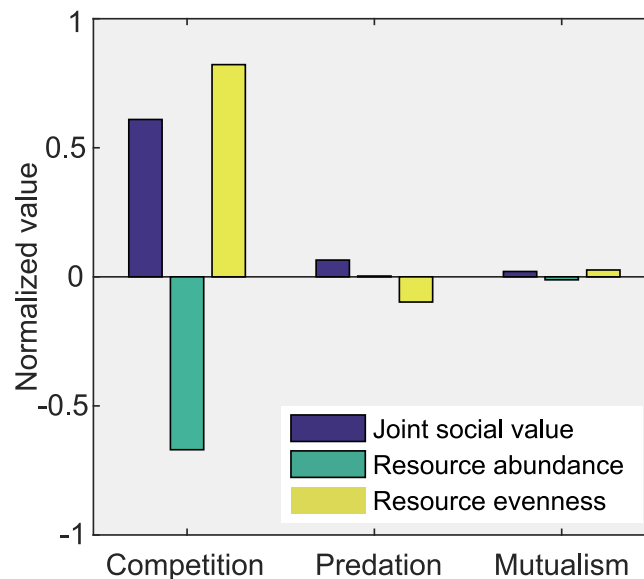 1
0.5
0
-0.5
-1
Normalized value
Joint social value
Resource abundance
Resource evenness
Competition Predation Mutualism